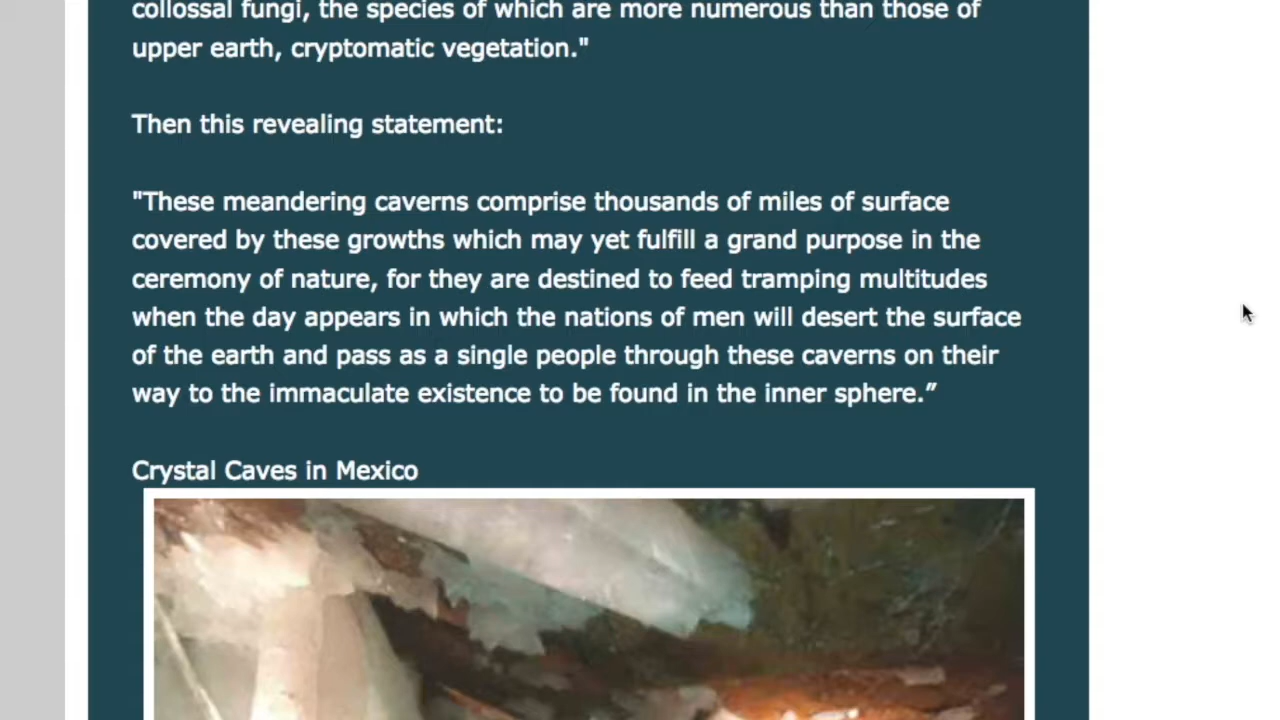 collossal fungi, the species of which are more numerous than those of
upper earth, cryptomatic vegetation."
Then this revealing statement:
"These meandering caverns comprise thousands of miles of surface
covered by these growths which may yet fulfill a grand purpose in the
ceremony of nature, for they are destined to feed tramping multitudes
when the day appears in which the nations of men will desert the surface
of the earth and pass as a single people through these caverns on their
way to the immaculate existence to be found in the inner sphere.”
Crystal Caves in Mexico